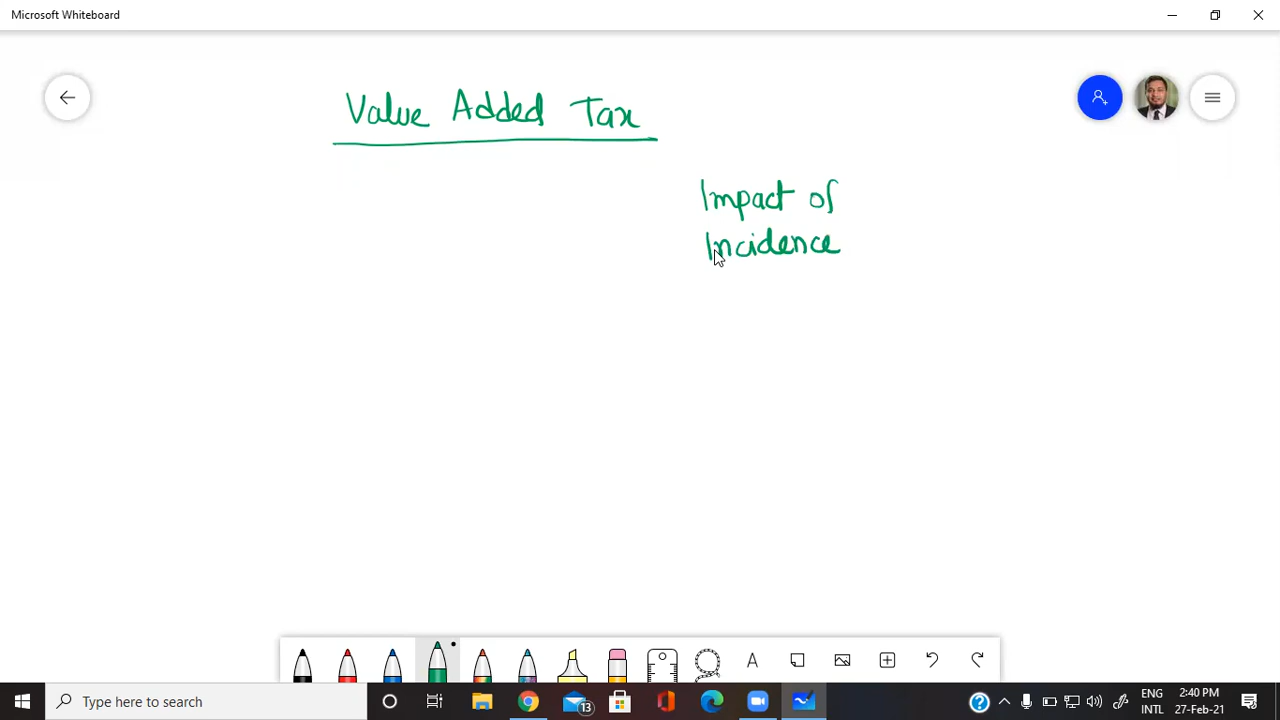 Microsoft Whiteboard
Value Added Tax
Impact of
Incidence
A
Type here to search
13
ENG
INTL
2:40 PM
27-Feb-21